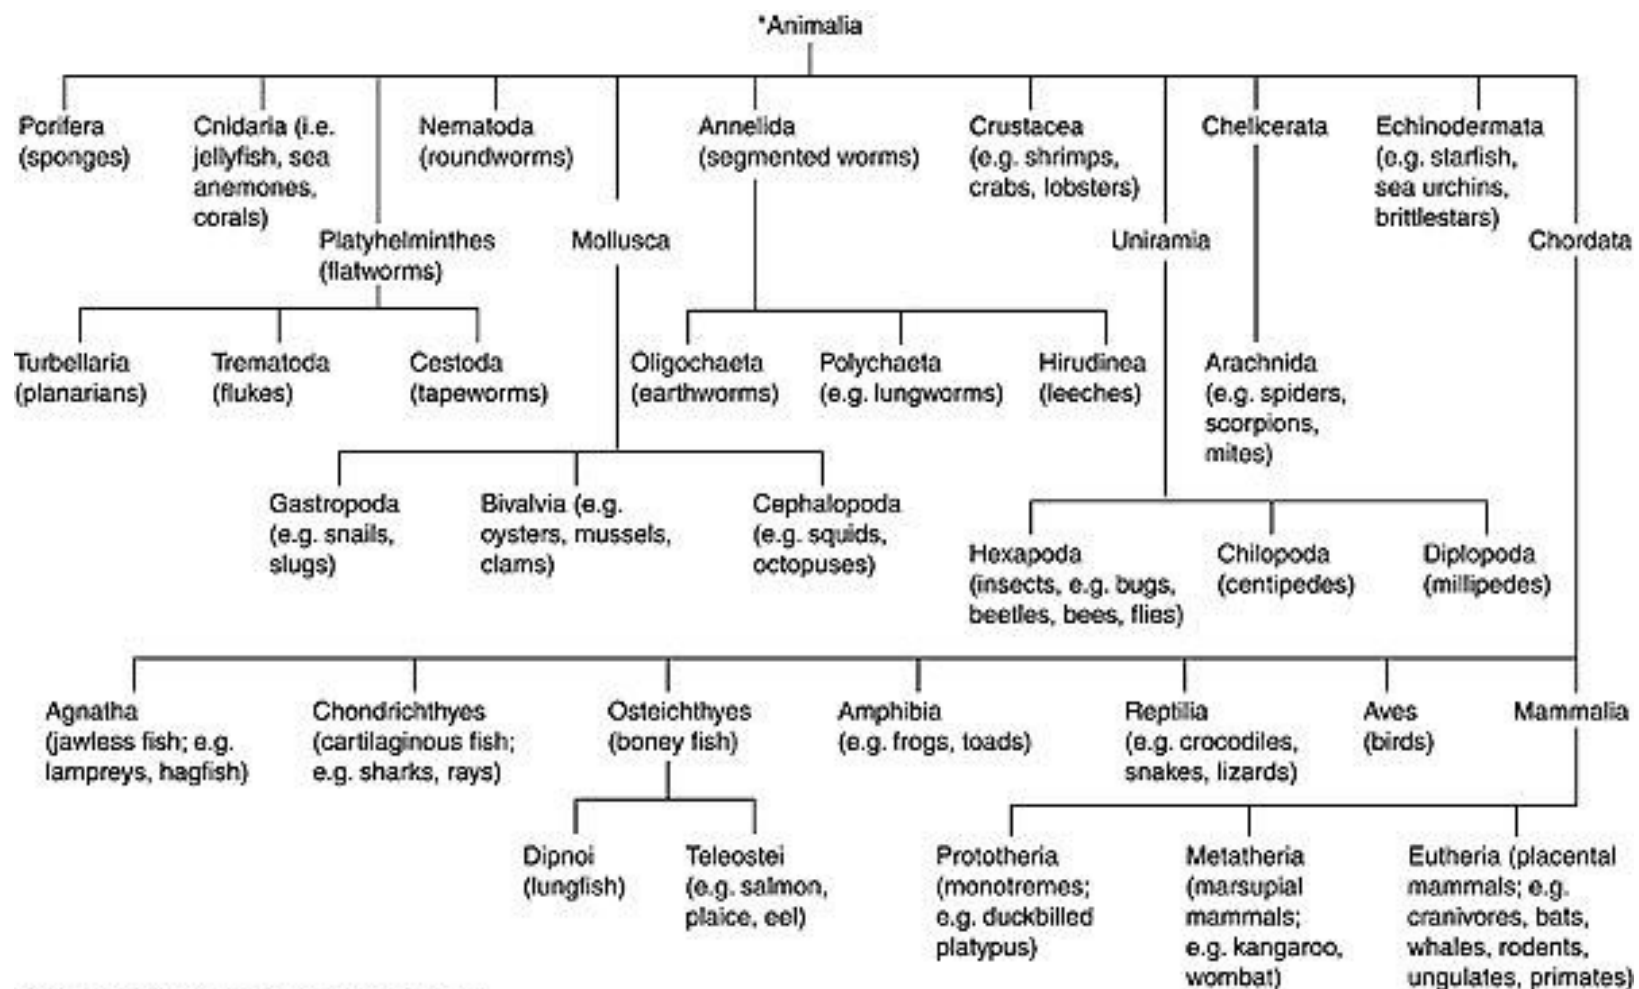 *Animalia
Porifera
(sponges)
Cnidaria (i.e.
jellyfish, sea
anemones,
corals)
Nematoda
(roundworms)
Annelida
(segmented worms)
Crustacea
(e.g. shrimps,
crabs, lobsters)
Chelicerata
Echinodermata
(e.g. starfish,
sea urchins,
brittlestars)
Platyhelminthes
(flatworms)
Mollusca
Uniramia
Chordata
Turbellaria
(planarians)
Trematoda
(flukes)
Cestoda
(tapeworms)
Oligochaeta
(earthworms)
Polychaeta
(e.g. lungworms)
Hirudinea
(leeches)
Arachnida
(e.g. spiders,
scorpions,
mites)
Gastropoda
(e.g. snails,
slugs)
Bivalvia (e.g.
oysters, mussels,
clams)
Cephalopoda
(e.g. squids,
octopuses)
Hexapoda
(insects, e.g. bugs,
beetles, bees, flies)
Chilopoda
(centipedes)
Diplopoda
(millipedes)
Agnatha
(jawless fish; e.g.
lampreys, hagfish)
Chondrichthyes
(cartilaginous fish;
e.g. sharks, rays)
Osteichthyes
(boney fish)
Amphibia
(e.g. frogs, toads)
Reptilia
(e.g. crocodiles,
snakes, lizards)
Aves
(birds)
Mammalia
Dipnoi
(lungfish)
Teleostei
(e.g. salmon,
plaice, eel)
Prototheria
(monotremes;
e.g. duckbilled
platypus)
Metatheria
(marsupial
mammals;
e.g. kangaroo,
wombat)
Eutheria (placental
mammals; e.g.
cranivores, bats,
whales, rodents,
ungulates, primates)